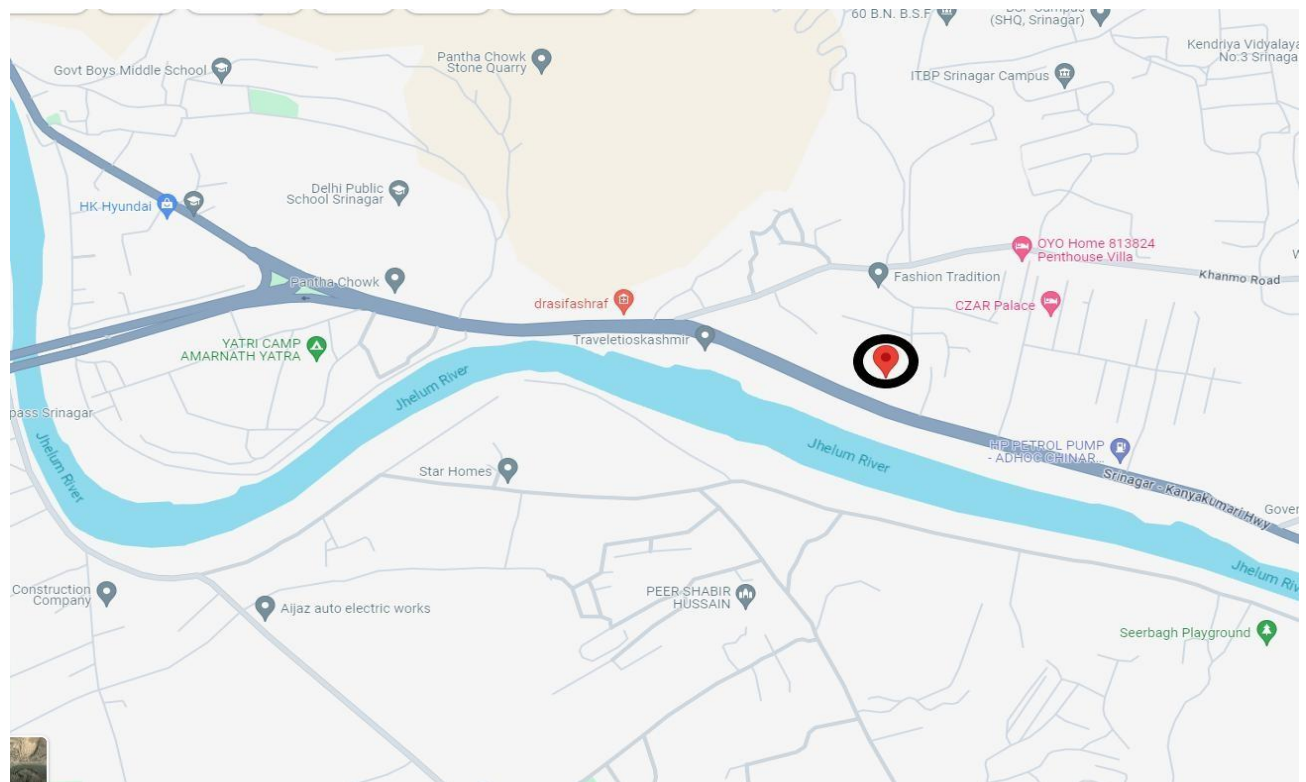 60 B.N. B.S.F
(SHQ, Srinagar)
Kendriya Vidyalaya
No.3 Srinaga
Pantha Chowk
Stone Quarry
Govt Boys Middle School
ITBP Srinagar Campus
Delhi Public
School Srinagar
HK Hyundai
OYO Home 813824
Penthouse Villa
Pantha Chowk
Fashion Tradition
Khanmo Road
drasifashraf
CZAR Palace
YATRI CAMP
AMARNATH YATRA
Traveletioskashmir
Jhelum River
pass Srinagar
Jhelum River
Jhelum River
HP PETROL PUMP
- ADHOC CHINAR...
Star Homes
Srinagar - Kanyakumari Hwy
Gover
Jhelum Riv
Construction
Company
PEER SHABIR
HUSSAIN
Aijaz auto electric works
Seerbagh Playground